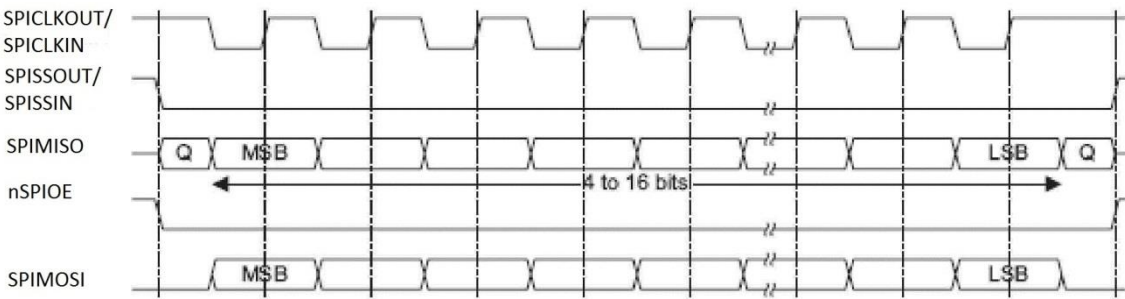 SPICLKOUT/
SPICLKIN
SPISSOUT/
SPISSIN
SPIMISO Q MSB LSB Q
4 to 16 bits
nSPIOE
SPIMOSI MSB LSB